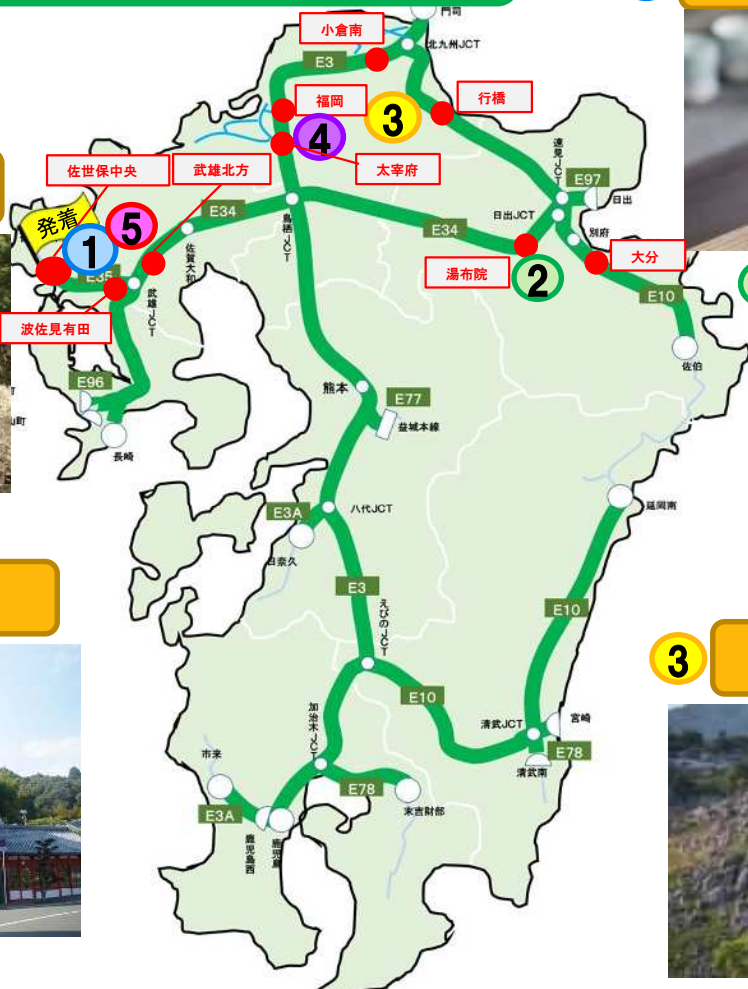 門司
小倉南
北九州JCT
E3
福岡
行橋
3
4
佐世保中央
武雄北方
太宰府
速見JCT
E97
日出
発着
5
1
E34
鳥栖JCT
E34
日出JCT
別府
佐賀大和
湯布院
2
大分
E35
武雄JCT
E10
波佐見有田
佐伯
E96
熊本
E77
町
山町
益城本線
長崎
延岡南
E3A
八代JCT
日奈久
E3
えびのJCT
E10
E10
3
加治木JCT
清武JCT
宮崎
市来
E78
清武南
E78
E3A
末吉財部
鹿児島西
鹿児島